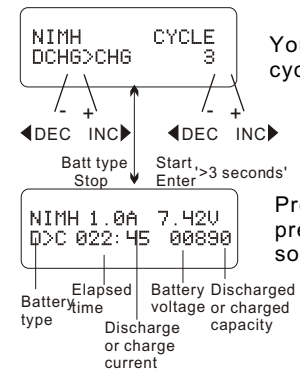 NIMH CYCLE
DCHG>CHG 3
You
cyc
- + - +
◀DEC INC▶ ◀DEC INC▶
Batt type Start
Stop Enter '>3 seconds'
NIMH 1.0A 7.42V
D>C 022:45 00890
Pre
pre
so
Battery type
Elapsed time
Discharge or charge current
Battery voltage
Discharged or charged capacity